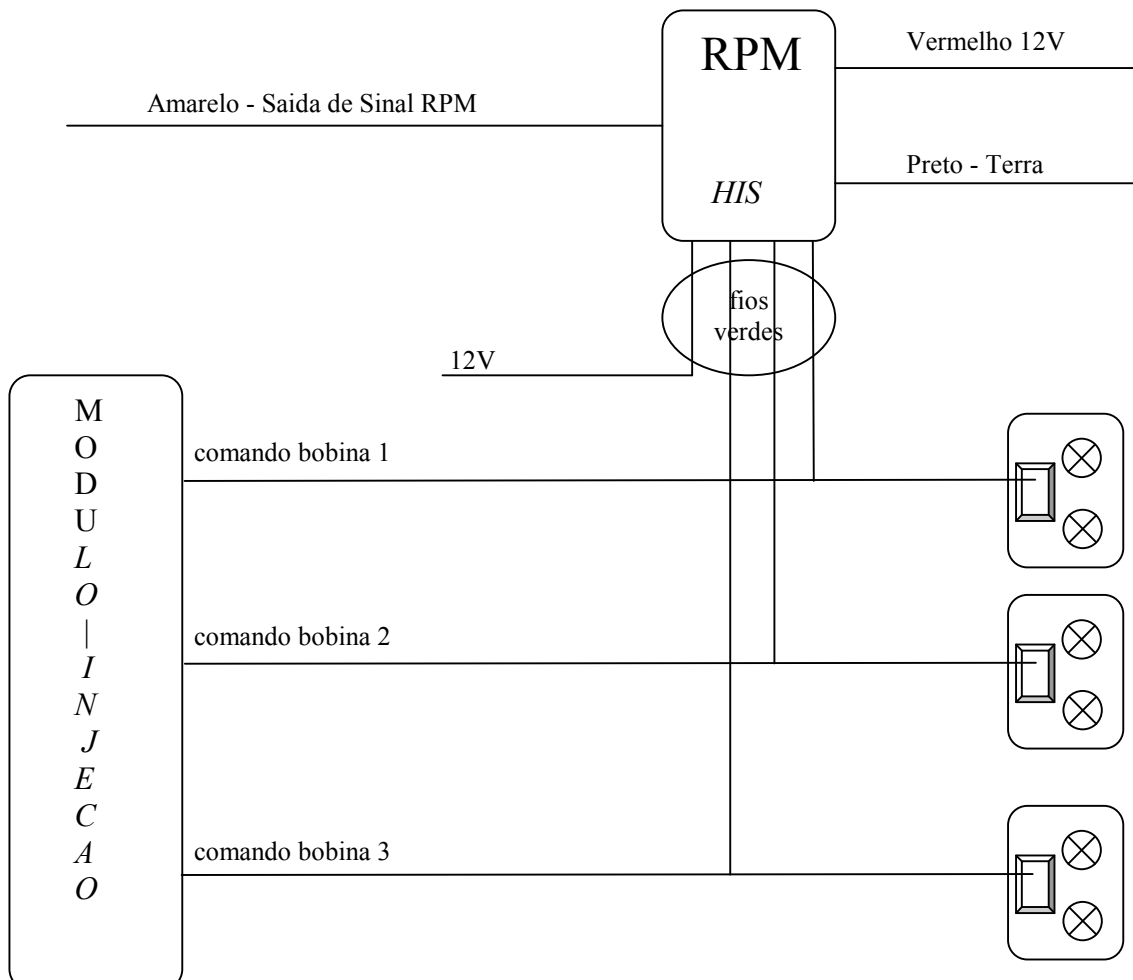 RPM
Vermelho 12V
Amarelo - Saida de Sinal RPM
Preto - Terra
HIS
fios
verdes
12V
M
O
D
U
L
O
|
I
N
J
E
C
A
O
comando bobina 1
comando bobina 2
comando bobina 3